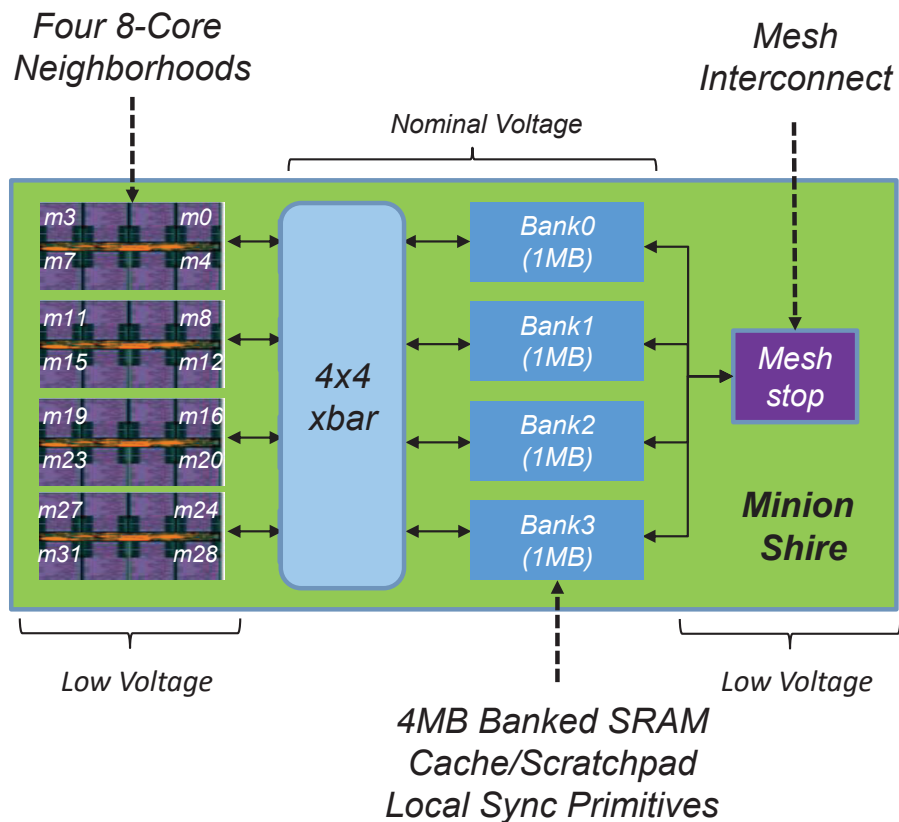 Four 8-Core
Neighborhoods
Mesh
Interconnect
Nominal Voltage
m3 m0
m7 m4
m11 m8
m15 m12
m19 m16
m23 m20
m27 m24
m31 m28
4x4
xbar
Bank0
(1MB)
Bank1
(1MB)
Bank2
(1MB)
Bank3
(1MB)
Mesh
stop
Minion
Shire
Low Voltage
Low Voltage
4MB Banked SRAM
Cache/Scratchpad
Local Sync Primitives